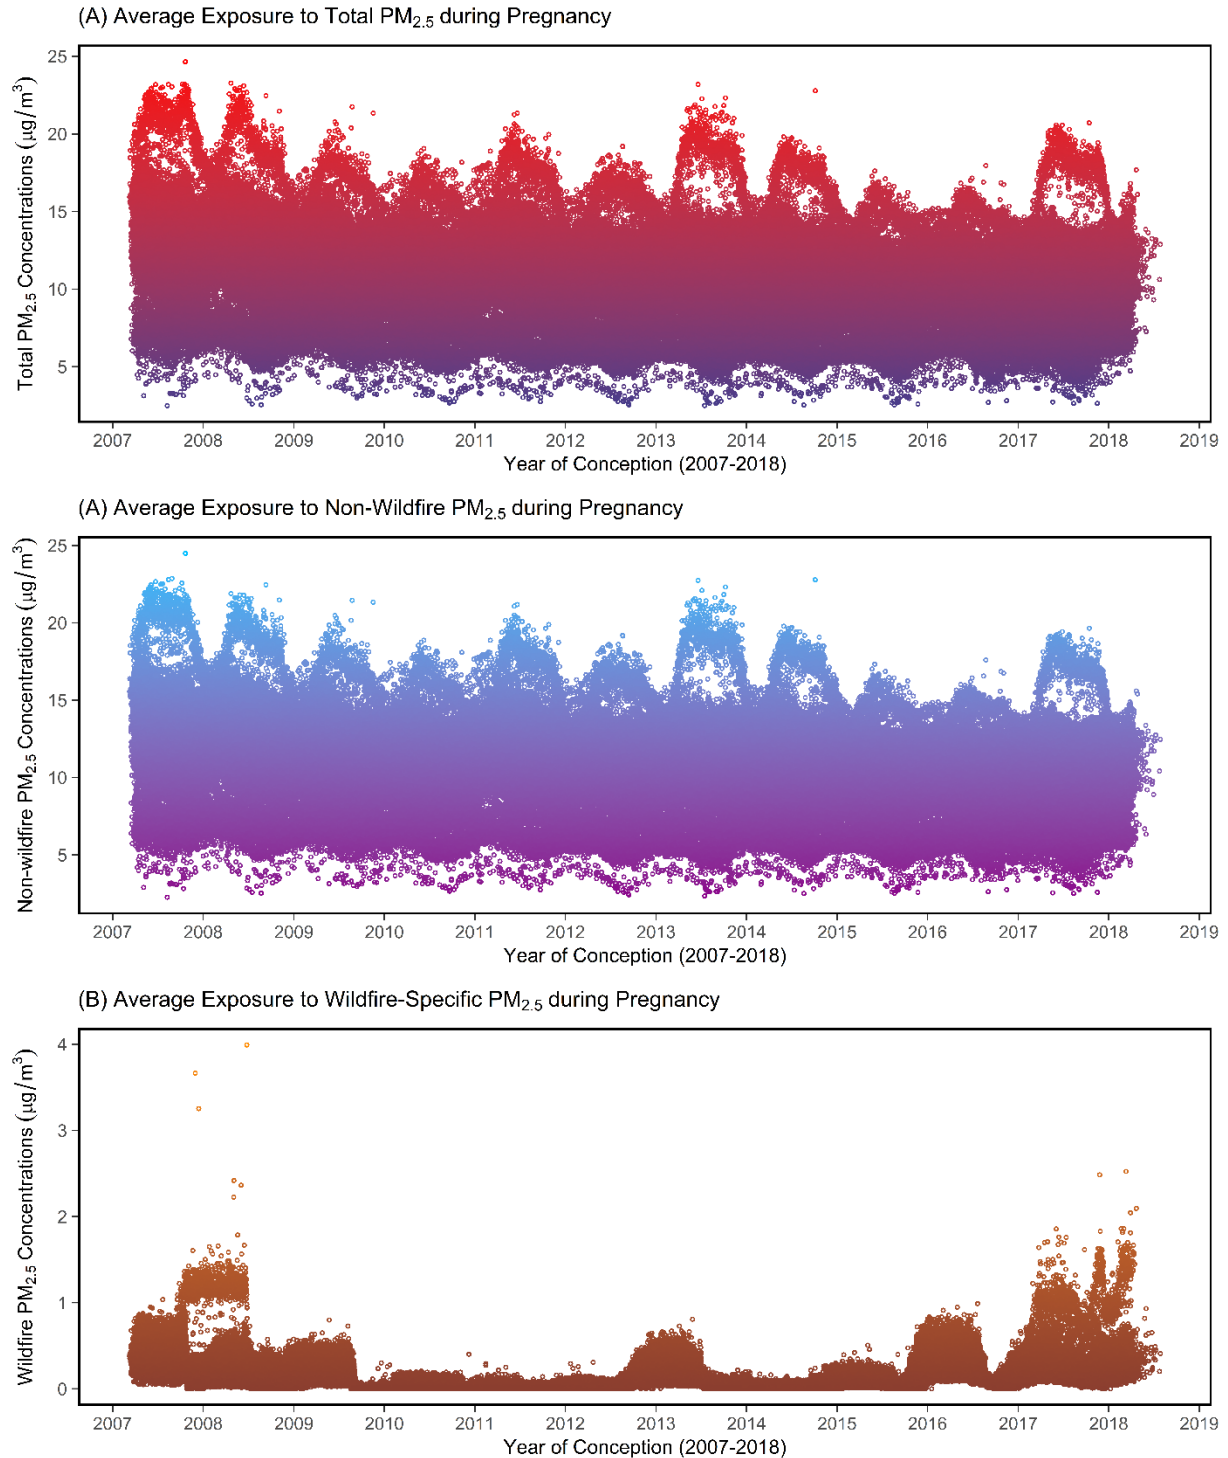 (A) Average Exposure to Total PM2.5 during Pregnancy
Total PM2.5 Concentrations (μg/m³)
25
20
15
10
5
2007 2008 2009 2010 2011 2012 2013 2014 2015 2016 2017 2018 2019
Year of Conception (2007-2018)
(A) Average Exposure to Non-Wildfire PM2.5 during Pregnancy
Non-wildfire PM2.5 Concentrations (μg/m³)
25
20
15
10
5
2007 2008 2009 2010 2011 2012 2013 2014 2015 2016 2017 2018 2019
Year of Conception (2007-2018)
(B) Average Exposure to Wildfire-Specific PM2.5 during Pregnancy
Wildfire PM2.5 Concentrations (μg/m³)
4
3
2
1
0
2007 2008 2009 2010 2011 2012 2013 2014 2015 2016 2017 2018 2019
Year of Conception (2007-2018)